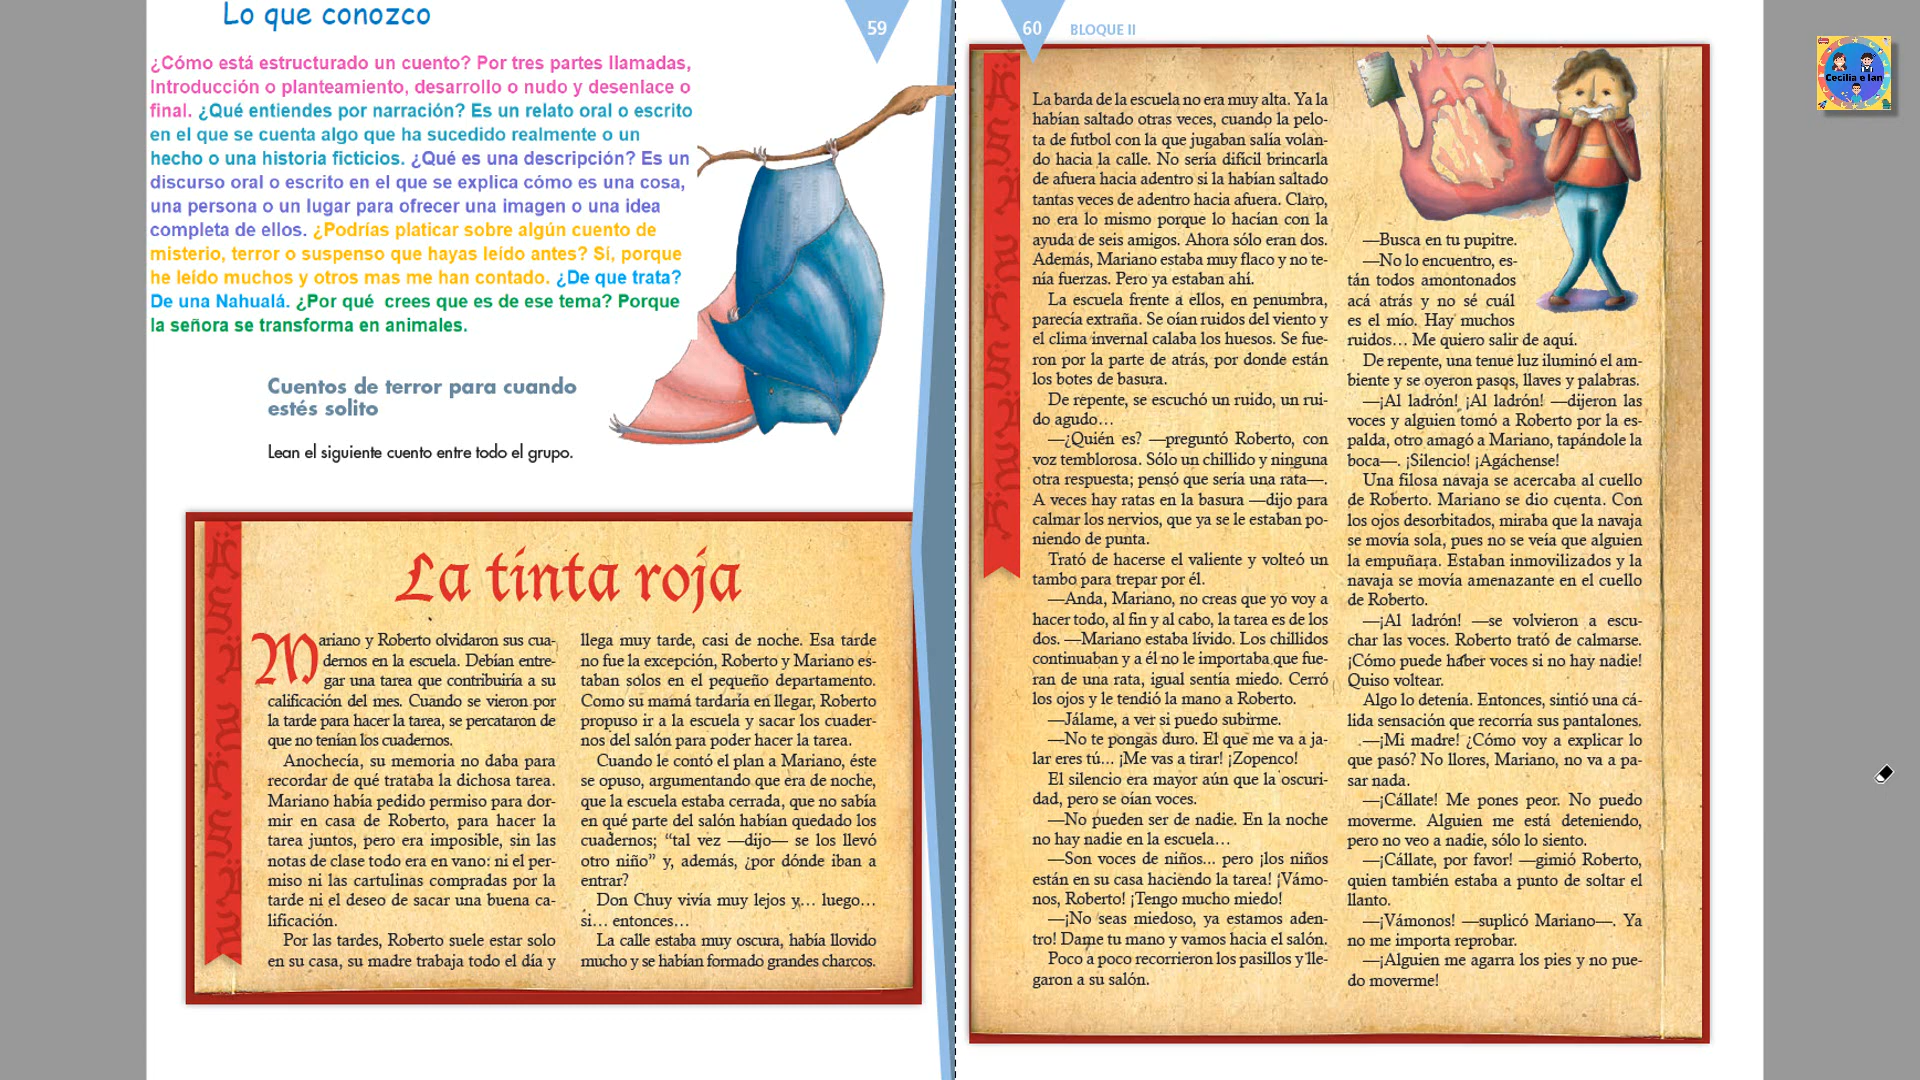 Lo que conozco
59
¿Cómo está estructurado un cuento? Por tres partes llamadas,
Introducción o planteamiento, desarrollo o nudo y desenlace o
final. ¿Qué entiendes por narración? Es un relato oral o escrito
en el que se cuenta algo que ha sucedido realmente o un
hecho o una historia ficticios. ¿Qué es una descripción? Es un
discurso oral o escrito en el que se explica cómo es una cosa,
una persona o un lugar para ofrecer una imagen o una idea
completa de ellos. ¿Podrías platicar sobre algún cuento de
misterio, terror o suspenso que hayas leído antes? Sí, porque
he leído muchos y otros mas me han contado. ¿De que trata?
De una Nahualá. ¿Por qué crees que es de ese tema? Porque
la señora se transforma en animales.
Cuentos de terror para cuando
estés solito
Lean el siguiente cuento entre todo el grupo.
La tinta roja
Mariano y Roberto olvidaron sus cua-
dernos en la escuela. Debían entre-
gar una tarea que contribuiría a su
calificación del mes. Cuando se vieron por
la tarde para hacer la tarea, se percataron de
que no tenían los cuadernos.
Anochecía, su memoria no daba para
recordar de qué trataba la dichosa tarea.
Mariano había pedido permiso para dor-
mir en casa de Roberto, para hacer la
tarea juntos, pero era imposible, sin las
notas de clase todo era en vano: ni el per-
miso ni las cartulinas compradas por la
tarde ni el deseo de sacar una buena ca-
lificación.
Por las tardes, Roberto suele estar solo
en su casa, su madre trabaja todo el día y
llega muy tarde, casi de noche. Esa tarde
no fue la excepción, Roberto y Mariano es-
taban solos en el pequeño departamento.
Como su mamá tardaría en llegar, Roberto
propuso ir a la escuela y sacar los cuader-
nos del salón para poder hacer la tarea.
Cuando le contó el plan a Mariano, éste
se opuso, argumentando que era de noche,
que la escuela estaba cerrada, que no sabía
en qué parte del salón habían quedado los
cuadernos; “tal vez —dijo— se los llevó
otro niño” y, además, ¿por dónde iban a
entrar?
Don Chuy vivía muy lejos y… luego…
si… entonces…
La calle estaba muy oscura, había llovido
mucho y se habían formado grandes charcos.
60
BLOQUE II
La barda de la escuela no era muy alta. Ya la
habían saltado otras veces, cuando la pelo-
ta de futbol con la que jugaban salía volan-
do hacia la calle. No sería difícil brincarla
de afuera hacia adentro si la habían saltado
tantas veces de adentro hacia afuera. Claro,
no era lo mismo porque lo hacían con la
ayuda de seis amigos. Ahora sólo eran dos.
Además, Mariano estaba muy flaco y no te-
nía fuerzas. Pero ya estaban ahí.
La escuela frente a ellos, en penumbra,
parecía extraña. Se oían ruidos del viento y
el clima invernal calaba los huesos. Se fue-
ron por la parte de atrás, por donde están
los botes de basura.
De repente, se escuchó un ruido, un rui-
do agudo…
—¿Quién es? —preguntó Roberto, con
voz temblorosa. Sólo un chillido y ninguna
otra respuesta; pensó que sería una rata—.
A veces hay ratas en la basura —dijo para
calmar los nervios, que ya se le estaban po-
niendo de punta.
Trató de hacerse el valiente y volteó un
tambo para trepar por él.
—Anda, Mariano, no creas que yo voy a
hacer todo, al fin y al cabo, la tarea es de los
dos. —Mariano estaba lívido. Los chillidos
continuaban y a él no le importaba que fue-
ran de una rata, igual sentía miedo. Cerró
los ojos y le tendió la mano a Roberto.
—Jálame, a ver si puedo subirme.
—No te pongas duro. El que me va a ja-
lar eres tú... ¡Me vas a tirar! ¡Zopenco!
El silencio era mayor aún que la oscuri-
dad, pero se oían voces.
—No pueden ser de nadie. En la noche
no hay nadie en la escuela…
—Son voces de niños... pero ¡los niños
están en su casa haciendo la tarea! ¡Vámo-
nos, Roberto! ¡Tengo mucho miedo!
—¡No seas miedoso, ya estamos aden-
tro! Dame tu mano y vamos hacia el salón.
Poco a poco recorrieron los pasillos y lle-
garon a su salón.
—Busca en tu pupitre.
—No lo encuentro, es-
tán todos amontonados
acá atrás y no sé cuál
es el mío. Hay muchos
ruidos… Me quiero salir de aquí.
De repente, una tenue luz iluminó el am-
biente y se oyeron pasos, llaves y palabras.
—¡Al ladrón! ¡Al ladrón! —dijeron las
voces y alguien tomó a Roberto por la es-
palda, otro amagó a Mariano, tapándole la
boca—. ¡Silencio! ¡Agáchense!
Una filosa navaja se acercaba al cuello
de Roberto. Mariano se dio cuenta. Con
los ojos desorbitados, miraba que la navaja
se movía sola, pues no se veía que alguien
la empuñara. Estaban inmovilizados y la
navaja se movía amenazante en el cuello
de Roberto.
—¡Al ladrón! —se volvieron a escu-
char las voces. Roberto trató de calmarse.
¡Cómo puede haber voces si no hay nadie!
Quiso voltear.
Algo lo detenía. Entonces, sintió una cá-
lida sensación que recorría sus pantalones.
—¡Mi madre! ¿Cómo voy a explicar lo
que pasó? No llores, Mariano, no va a pa-
sar nada.
—¡Cállate! Me pones peor. No puedo
moverme. Alguien me está deteniendo,
pero no veo a nadie, sólo lo siento.
—¡Cállate, por favor! —gimió Roberto,
quien también estaba a punto de soltar el
llanto.
—¡Vámonos! —suplicó Mariano—. Ya
no me importa reprobar.
—¡Alguien me agarra los pies y no pue-
do moverme!
Cecilia e Ian